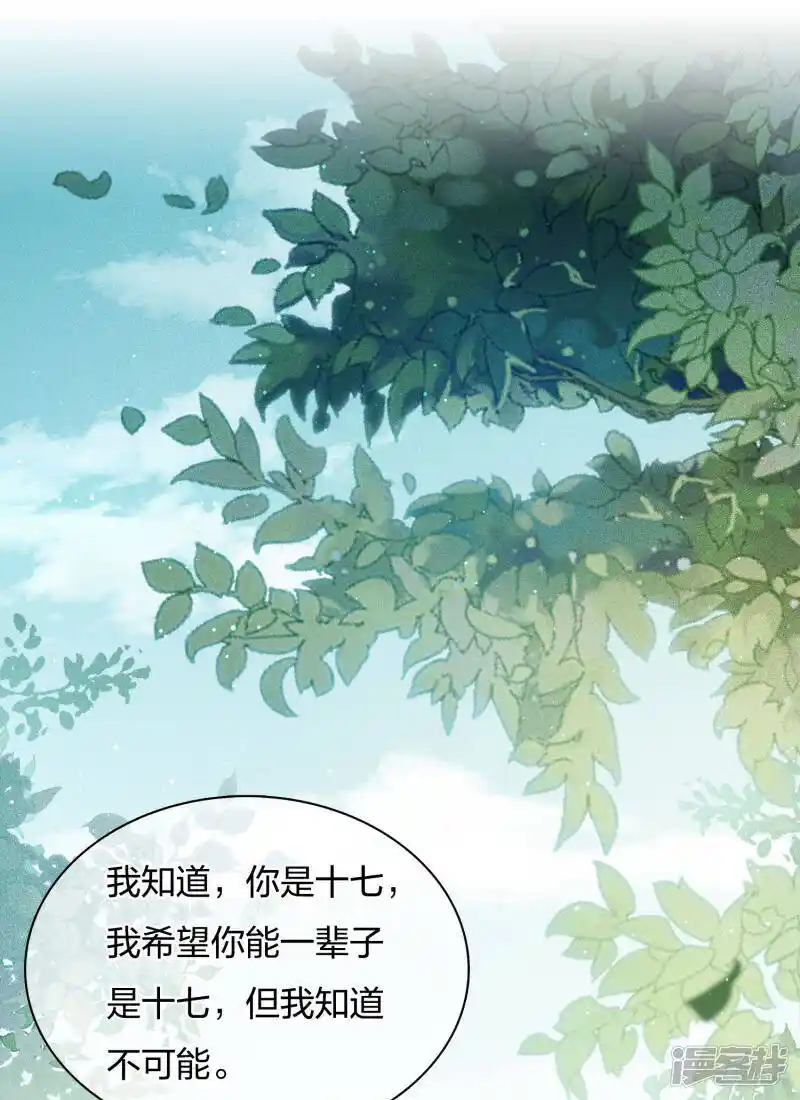 我知道，你是十七，
我希望你能一辈子
是十七，但我知道
不可能。
漫客栈